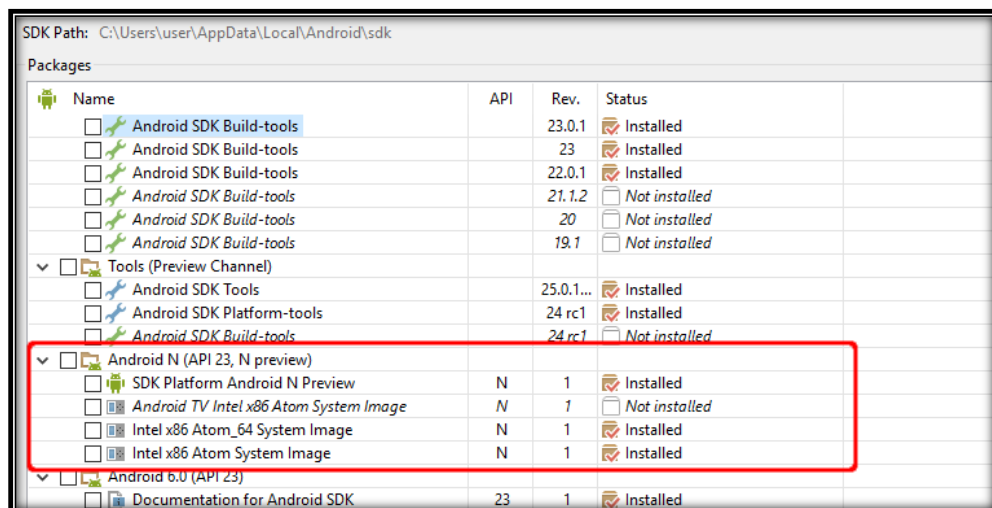 SDK Path: C:\Users\user\AppData\Local\Android\sdk
Packages
Name API Rev. Status
Android SDK Build-tools 23.0.1 Installed
Android SDK Build-tools 23 Installed
Android SDK Build-tools 22.0.1 Installed
Android SDK Build-tools 21.1.2 Not installed
Android SDK Build-tools 20 Not installed
Android SDK Build-tools 19.1 Not installed
Tools (Preview Channel)
Android SDK Tools 25.0.1... Installed
Android SDK Platform-tools 24 rc1 Installed
Android SDK Build-tools 24 rc1 Not installed
Android N (API 23, N preview)
SDK Platform Android N Preview N 1 Installed
Android TV Intel x86 Atom System Image N 1 Not installed
Intel x86 Atom_64 System Image N 1 Installed
Intel x86 Atom System Image N 1 Installed
Android 6.0 (API 23)
Documentation for Android SDK 23 1 Installed